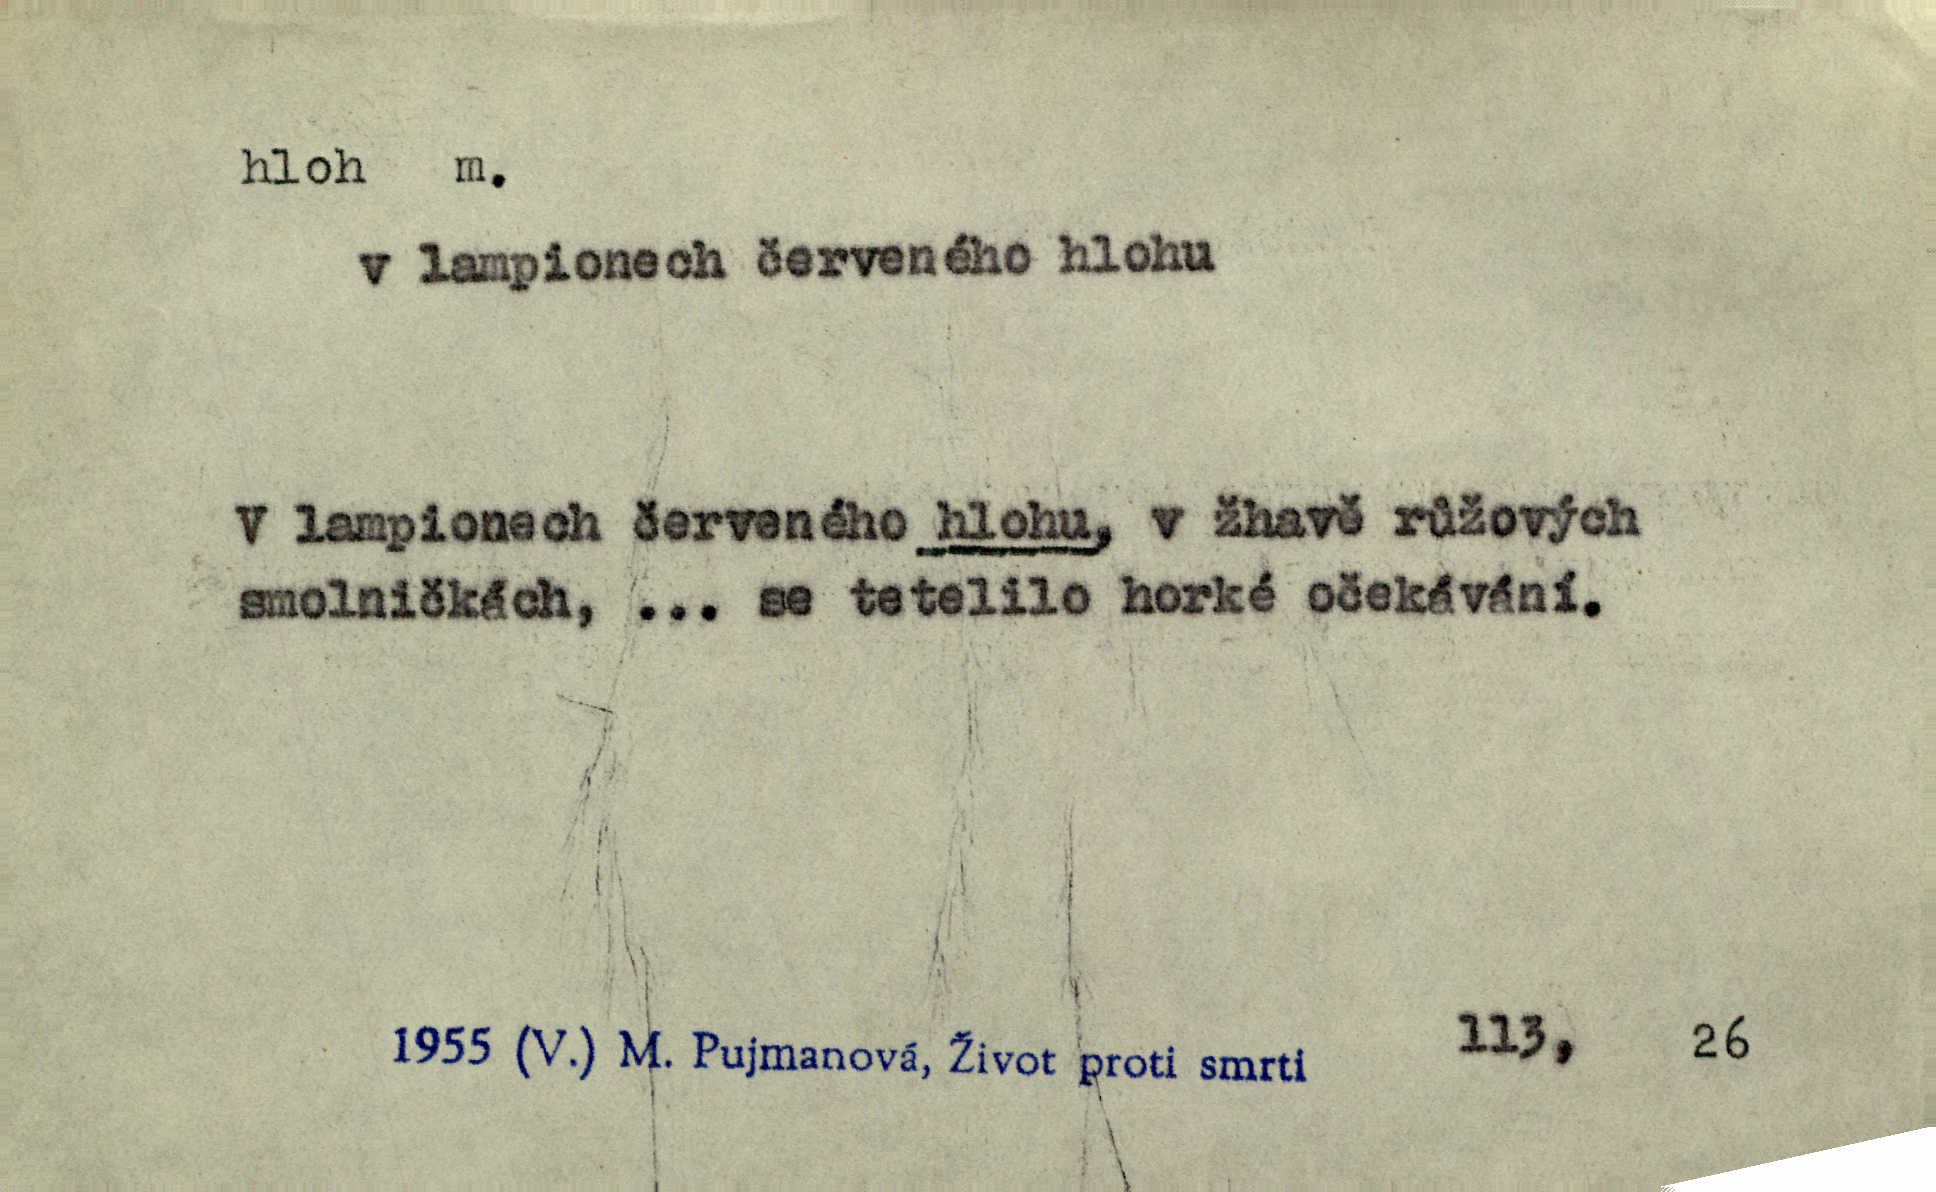 hloh m.
v lampionech červeného hlohu
V lampionech červeného hlohu, v žhavě růžových
smolničkách, ... se tetelilo horké očekávání.
1955 (V.) M. Pujmanová, Život proti smrti 113, 26